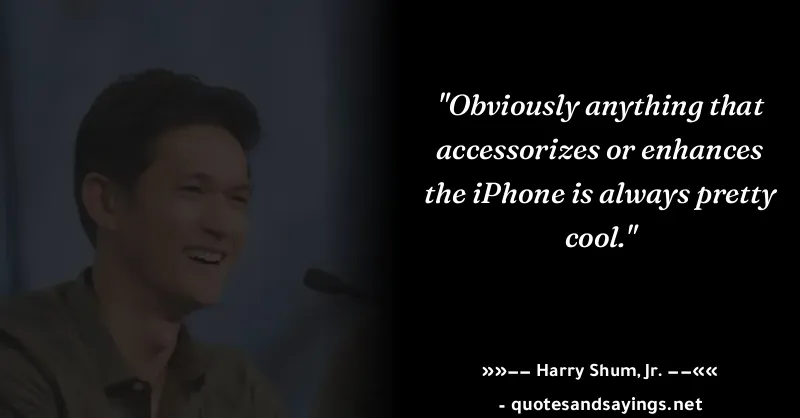 "Obviously anything that
accessorizes or enhances
the iPhone is always pretty
cool."
»»−− Harry Shum, Jr. −−««
- quotesandsayings.net